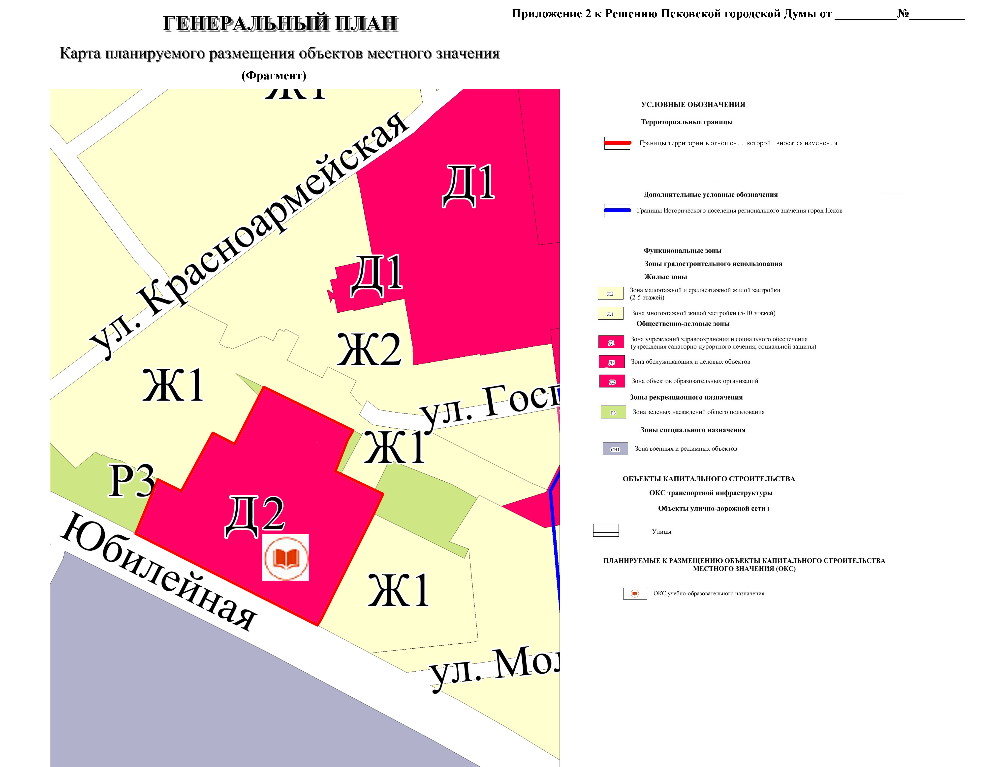 Приложение 2 к Решению Псковской городской Думы от __________№_________
ГЕНЕРАЛЬНЫЙ ПЛАН
Карта планируемого размещения объектов местного значения
(Фрагмент)
Ж1
ул. Красноармейская
Д1
Д1
Ж2
Ж1
ул. Госп
Ж1
Р3
Д2
Юбилейная
Ж1
ул. Мо
УСЛОВНЫЕ ОБОЗНАЧЕНИЯ
Территориальные границы
Границы территории в отношении которой, вносятся изменения
Дополнительные условные обозначения
Границы Исторического поселения регионального значения город Псков
Функциональные зоны
Зоны градостроительного использования
Жилые зоны
Ж2 Зона малоэтажной и среднеэтажной жилой застройки
(2-5 этажей)
Ж1 Зона многоэтажной жилой застройки (5-10 этажей)
Общественно-деловые зоны
Д1 Зона учреждений здравоохранения и социального обеспечения
(учреждения санаторно-курортного лечения, социальной защиты)
Д3 Зона обслуживающих и деловых объектов
Д2 Зона объектов образовательных организаций
Зоны рекреационного назначения
Р3 Зона зеленых насаждений общего пользования
Зоны специального назначения
СН1 Зона военных и режимных объектов
ОБЪЕКТЫ КАПИТАЛЬНОГО СТРОИТЕЛЬСТВА
ОКС транспортной инфраструктуры
Объекты улично-дорожной сети
Улицы
ПЛАНИРУЕМЫЕ К РАЗМЕЩЕНИЮ ОБЪЕКТЫ КАПИТАЛЬНОГО СТРОИТЕЛЬСТВА
МЕСТНОГО ЗНАЧЕНИЯ (ОКС)
ОКС учебно-образовательного назначения